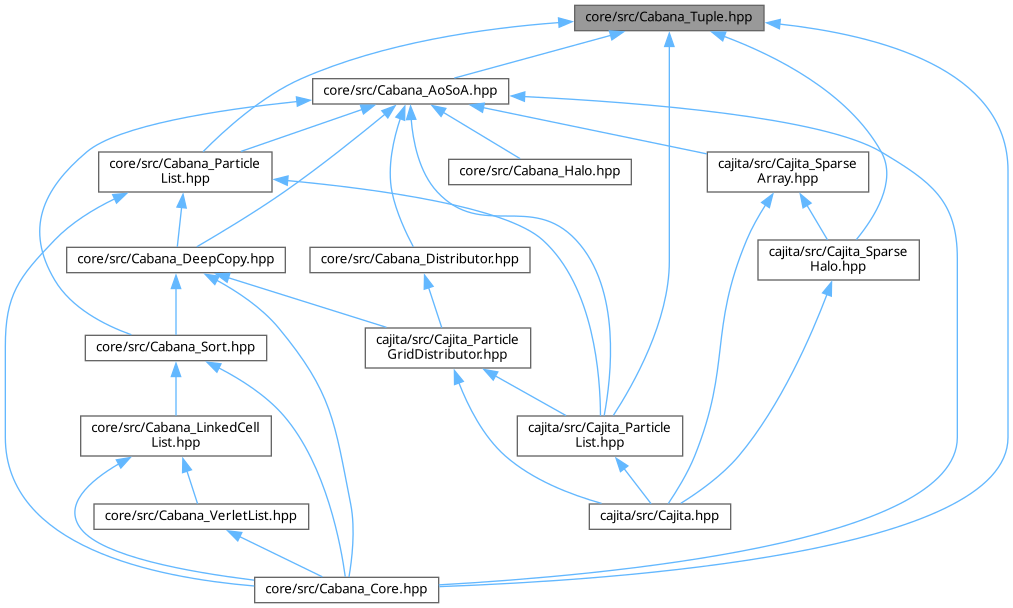 core/src/Cabana_Tuple.hpp
core/src/Cabana_AoSoA.hpp
core/src/Cabana_Particle
List.hpp
core/src/Cabana_Halo.hpp
cajita/src/Cajita_Sparse
Array.hpp
core/src/Cabana_DeepCopy.hpp
core/src/Cabana_Distributor.hpp
cajita/src/Cajita_Sparse
Halo.hpp
core/src/Cabana_Sort.hpp
cajita/src/Cajita_Particle
GridDistributor.hpp
core/src/Cabana_LinkedCell
List.hpp
cajita/src/Cajita_Particle
List.hpp
core/src/Cabana_VerletList.hpp
cajita/src/Cajita.hpp
core/src/Cabana_Core.hpp